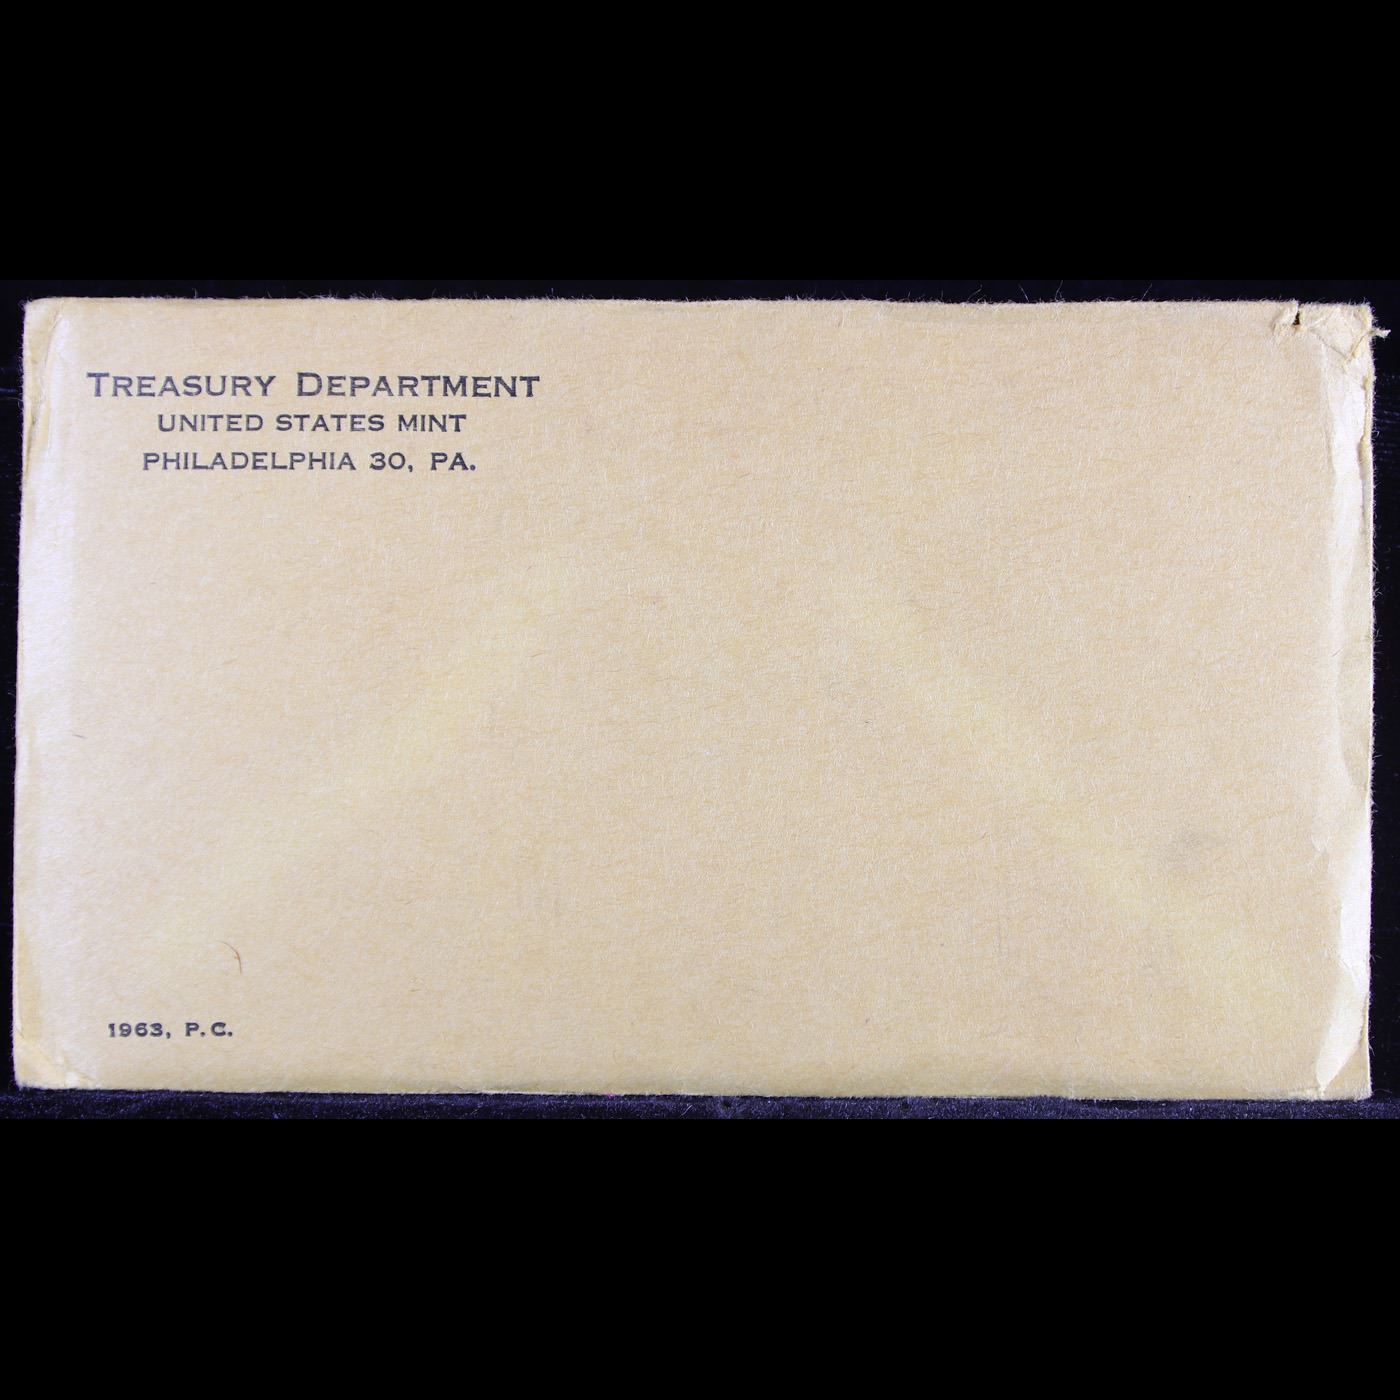 TREASURY DEPARTMENT
UNITED STATES MINT
PHILADELPHIA 30, PA.
1963, P.C.